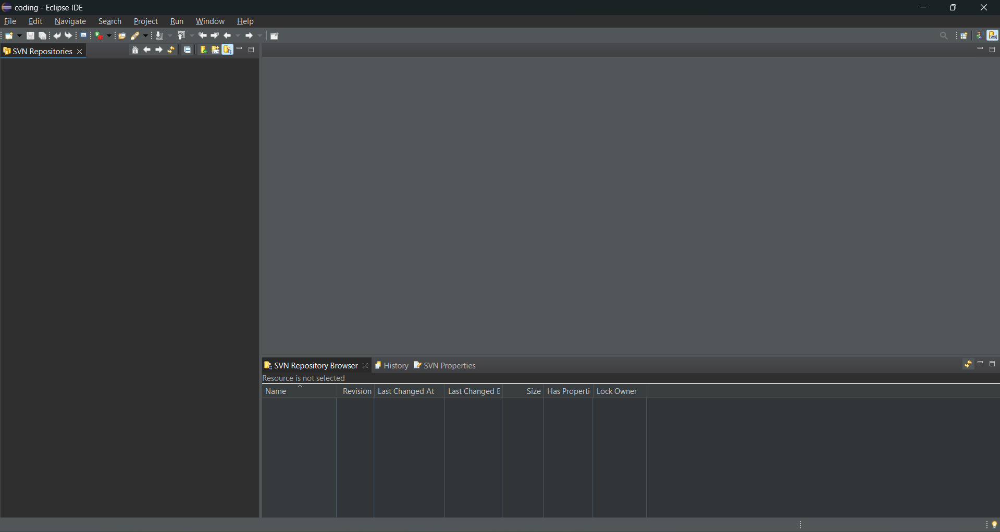 coding - Eclipse IDE
File Edit Navigate Search Project Run Window Help
SVN Repositories
SVN Repository Browser History SVN Properties
Resource is not selected
Name Revision Last Changed At Last Changed E Size Has Properti Lock Owner